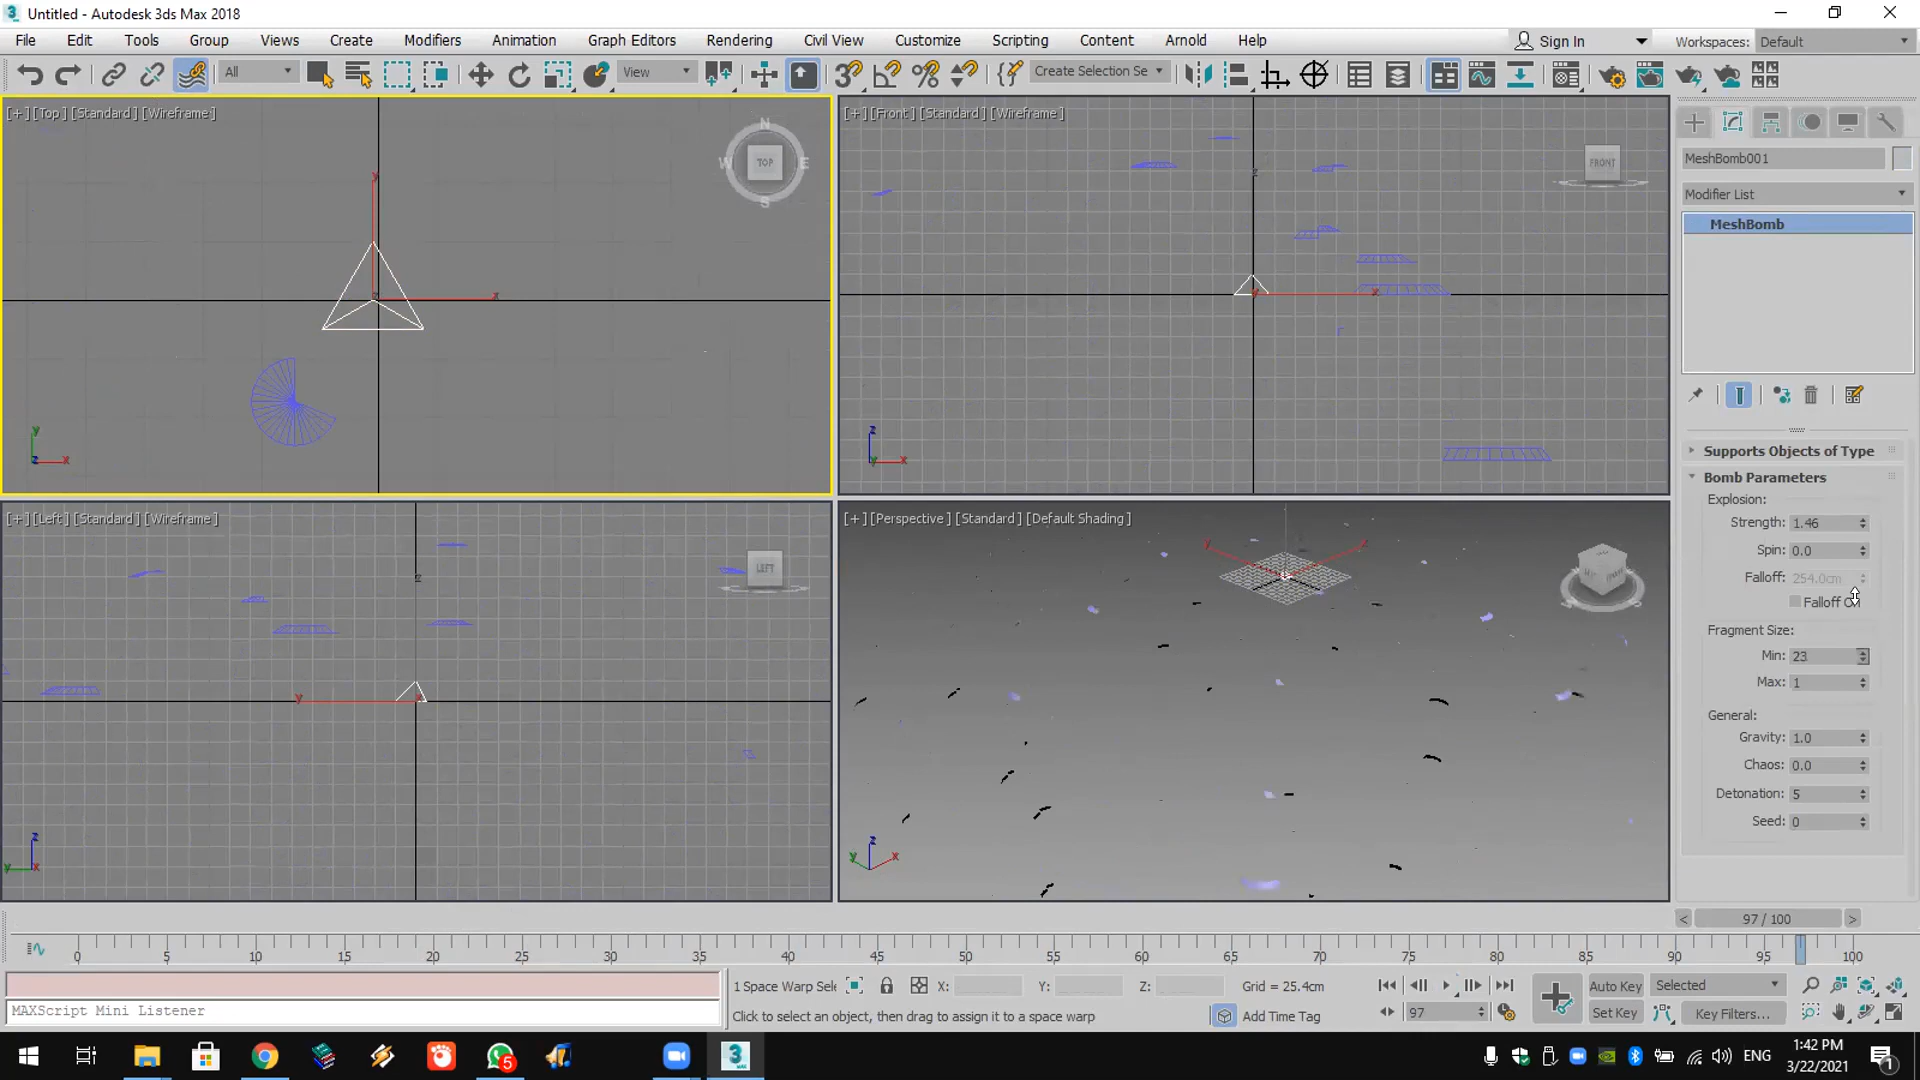 Untitled - Autodesk 3ds Max 2018
File Edit Tools Group Views Create Modifiers Animation Graph Editors Rendering Civil View Customize Scripting Content Arnold Help Sign In Workspaces: Default
All View Create Selection Se
[+] [Top] [Standard] [Wireframe]
N
W TOP E
S
y
x
y
z x
[+] [Front] [Standard] [Wireframe]
FRONT
z
y x
z
y x
[+] [Left] [Standard] [Wireframe]
LEFT
z
y x
z
y x
[+] [Perspective] [Standard] [Default Shading]
y x
z
y x
MeshBomb001
Modifier List
MeshBomb
Supports Objects of Type
Bomb Parameters
Explosion:
Strength: 1.46
Spin: 0.0
Falloff: 254.0cm
Falloff On
Fragment Size:
Min: 23
Max: 1
General:
Gravity: 1.0
Chaos: 0.0
Detonation: 5
Seed: 0
< 97 / 100 >
0 5 10 15 20 25 30 35 40 45 50 55 60 65 70 75 80 85 90 95 100
1 Space Warp Sele X: Y: Z: Grid = 25.4cm Auto Key Selected
MAXScript Mini Listener
Click to select an object, then drag to assign it to a space warp Add Time Tag 97 Set Key Key Filters...
5 3 MAX ENG 1:42 PM
3/22/2021 1